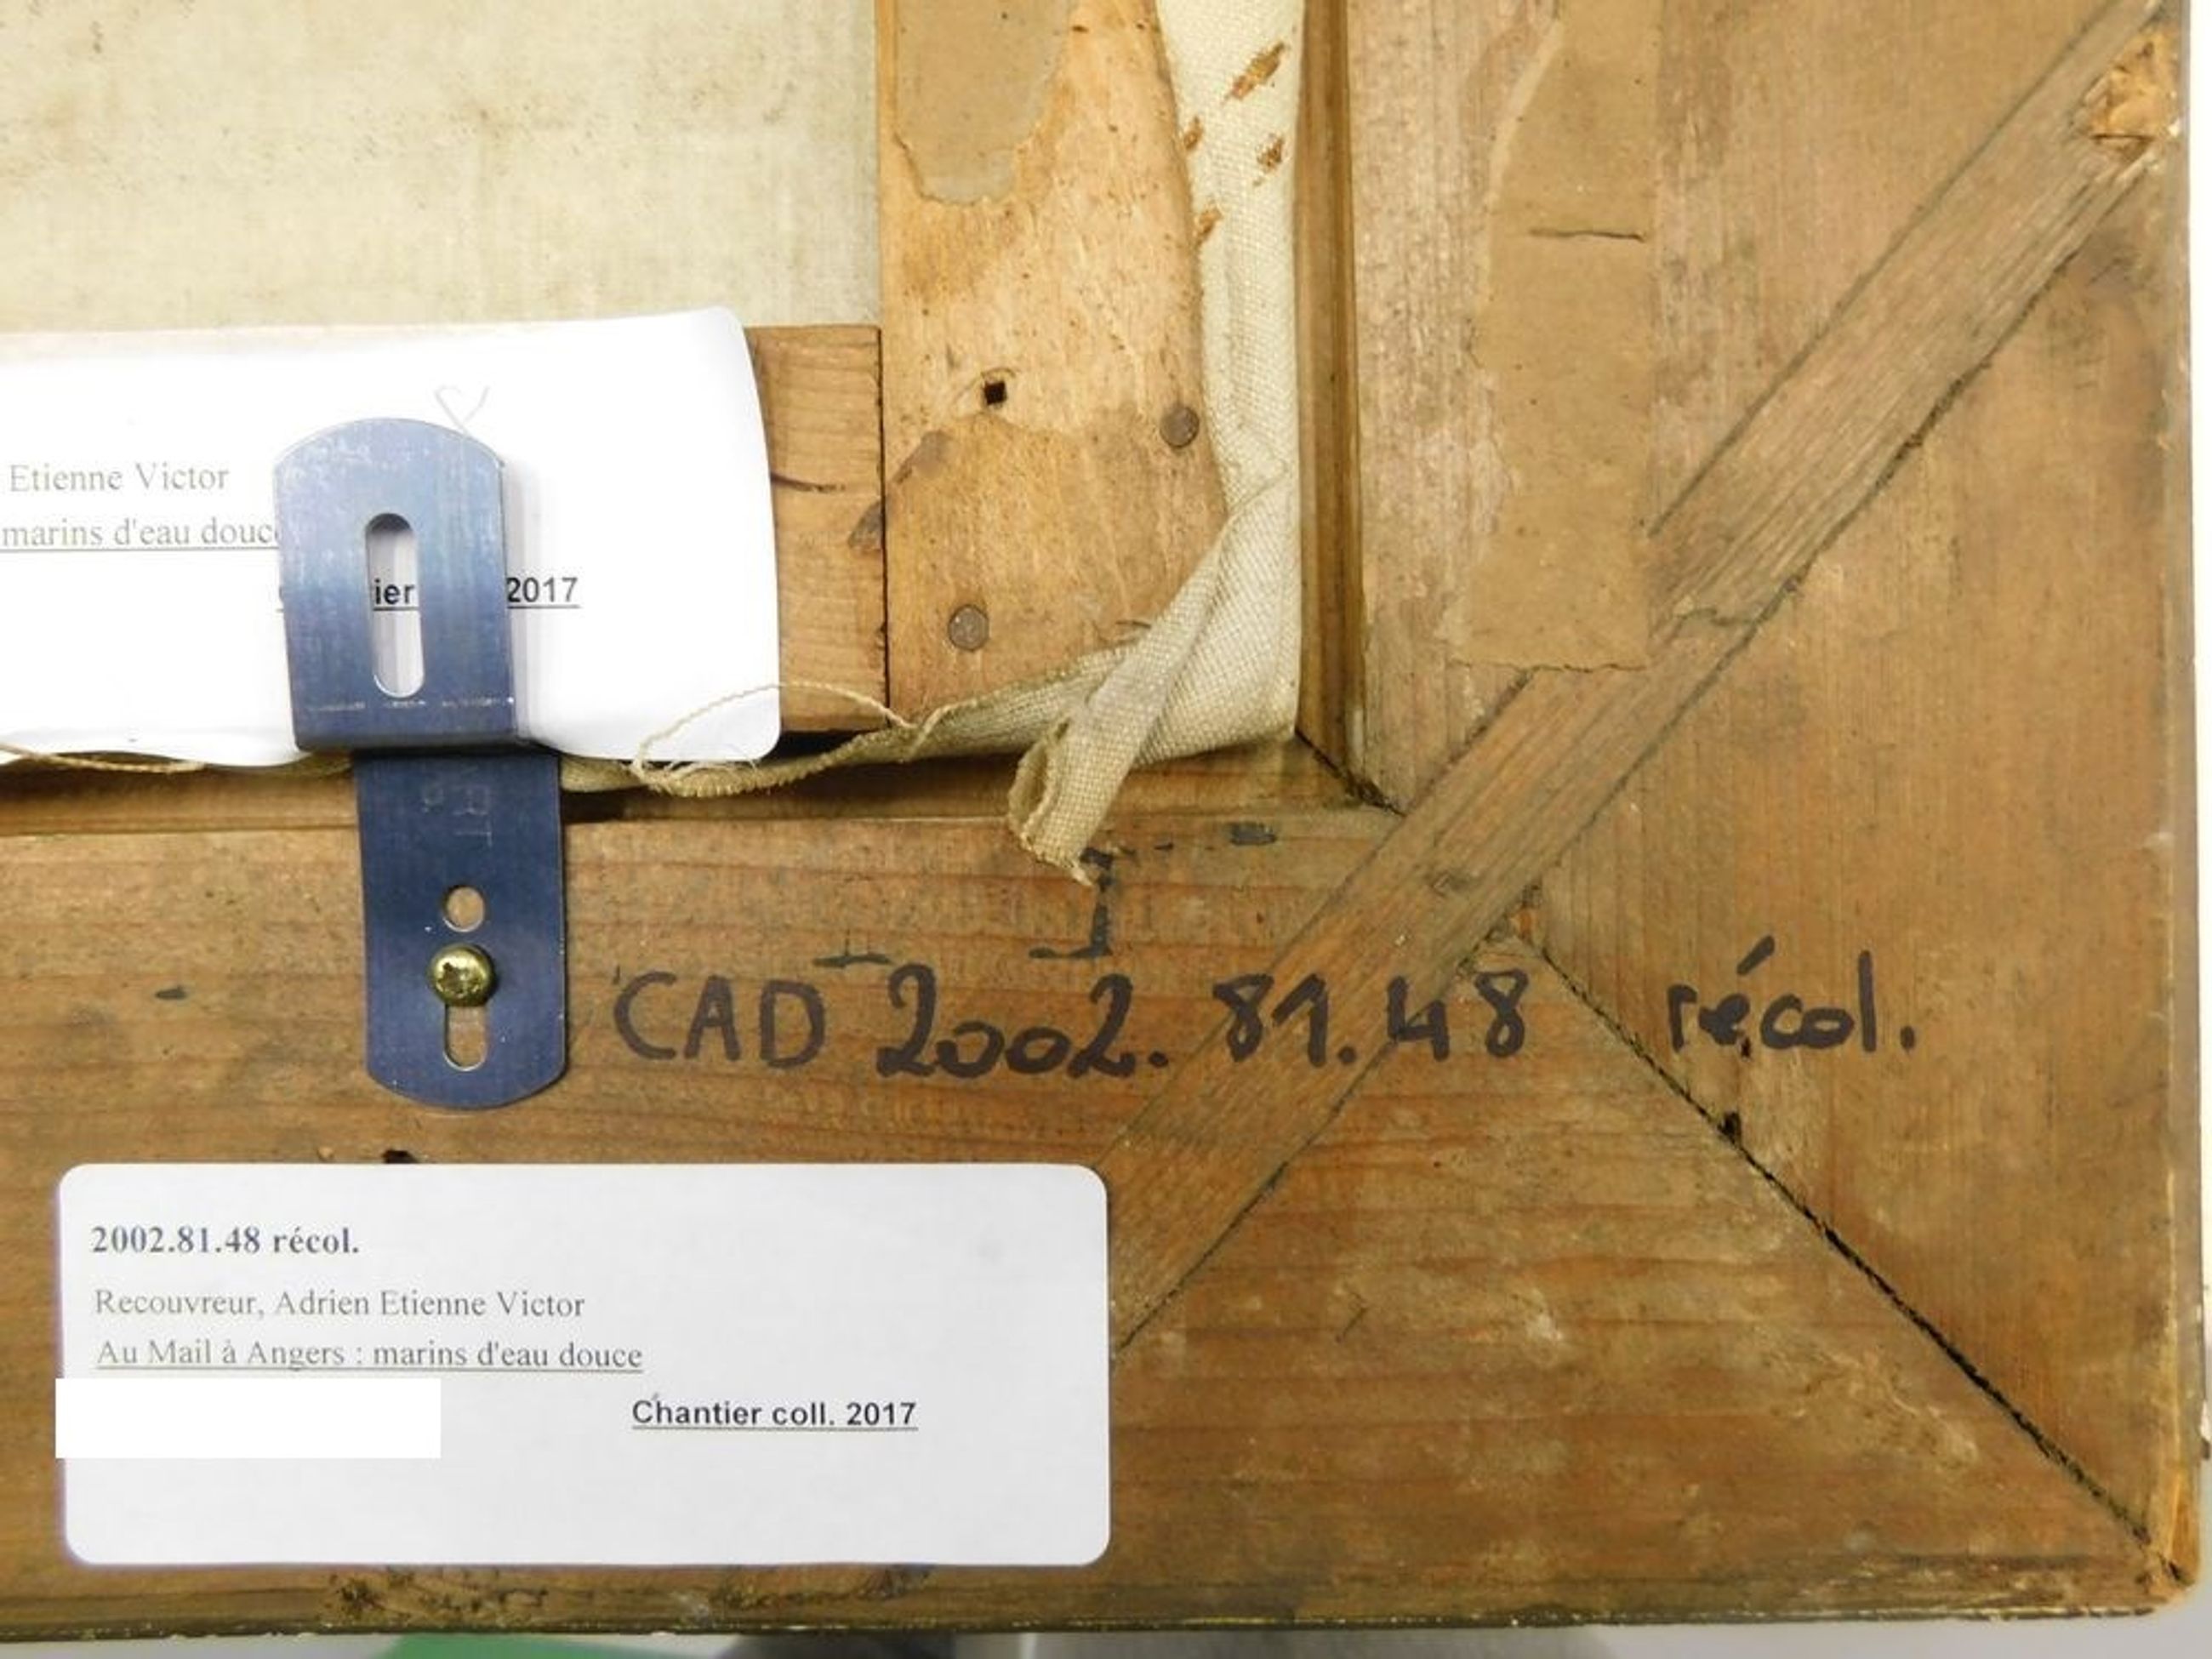 Etienne Victor
marins d'eau douce
ier 2017
CAD 2002.81.48 récol.
2002.81.48 récol.
Recouvreur, Adrien Etienne Victor
Au Mail à Angers : marins d'eau douce
Chantier coll. 2017